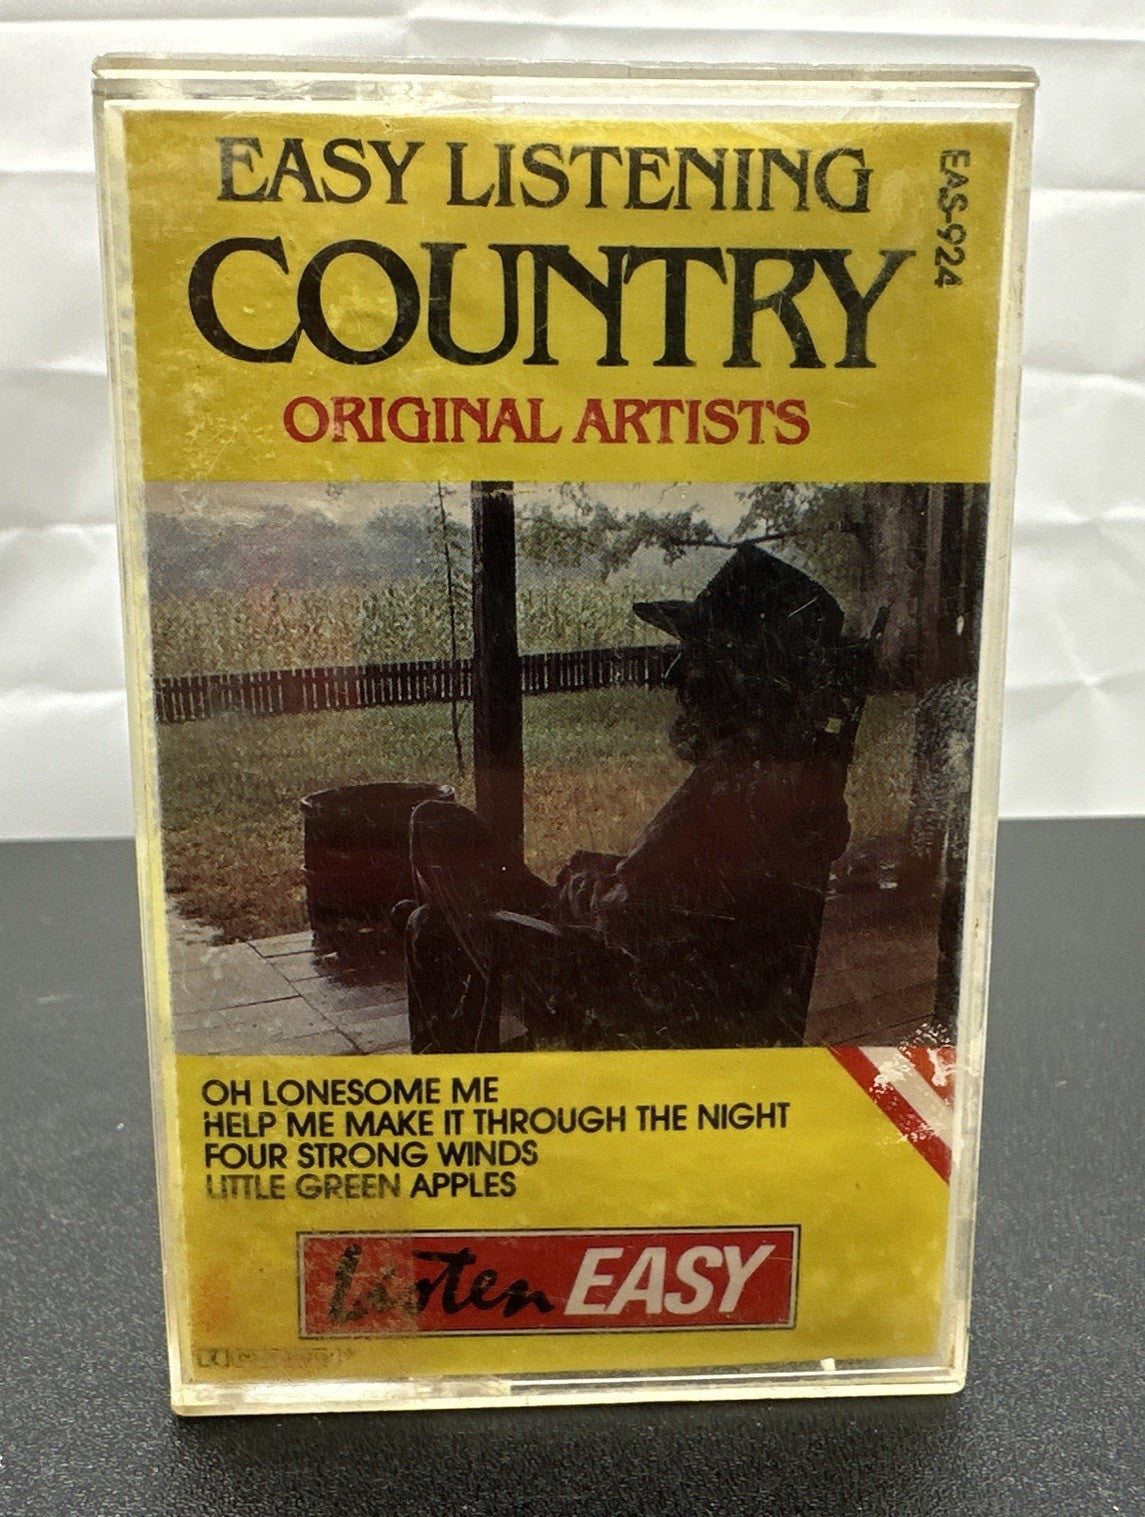 EASY LISTENING
COUNTRY
ORIGINAL ARTISTS
EAS-924
OH LONESOME ME
HELP ME MAKE IT THROUGH THE NIGHT
FOUR STRONG WINDS
LITTLE GREEN APPLES
Listen EASY